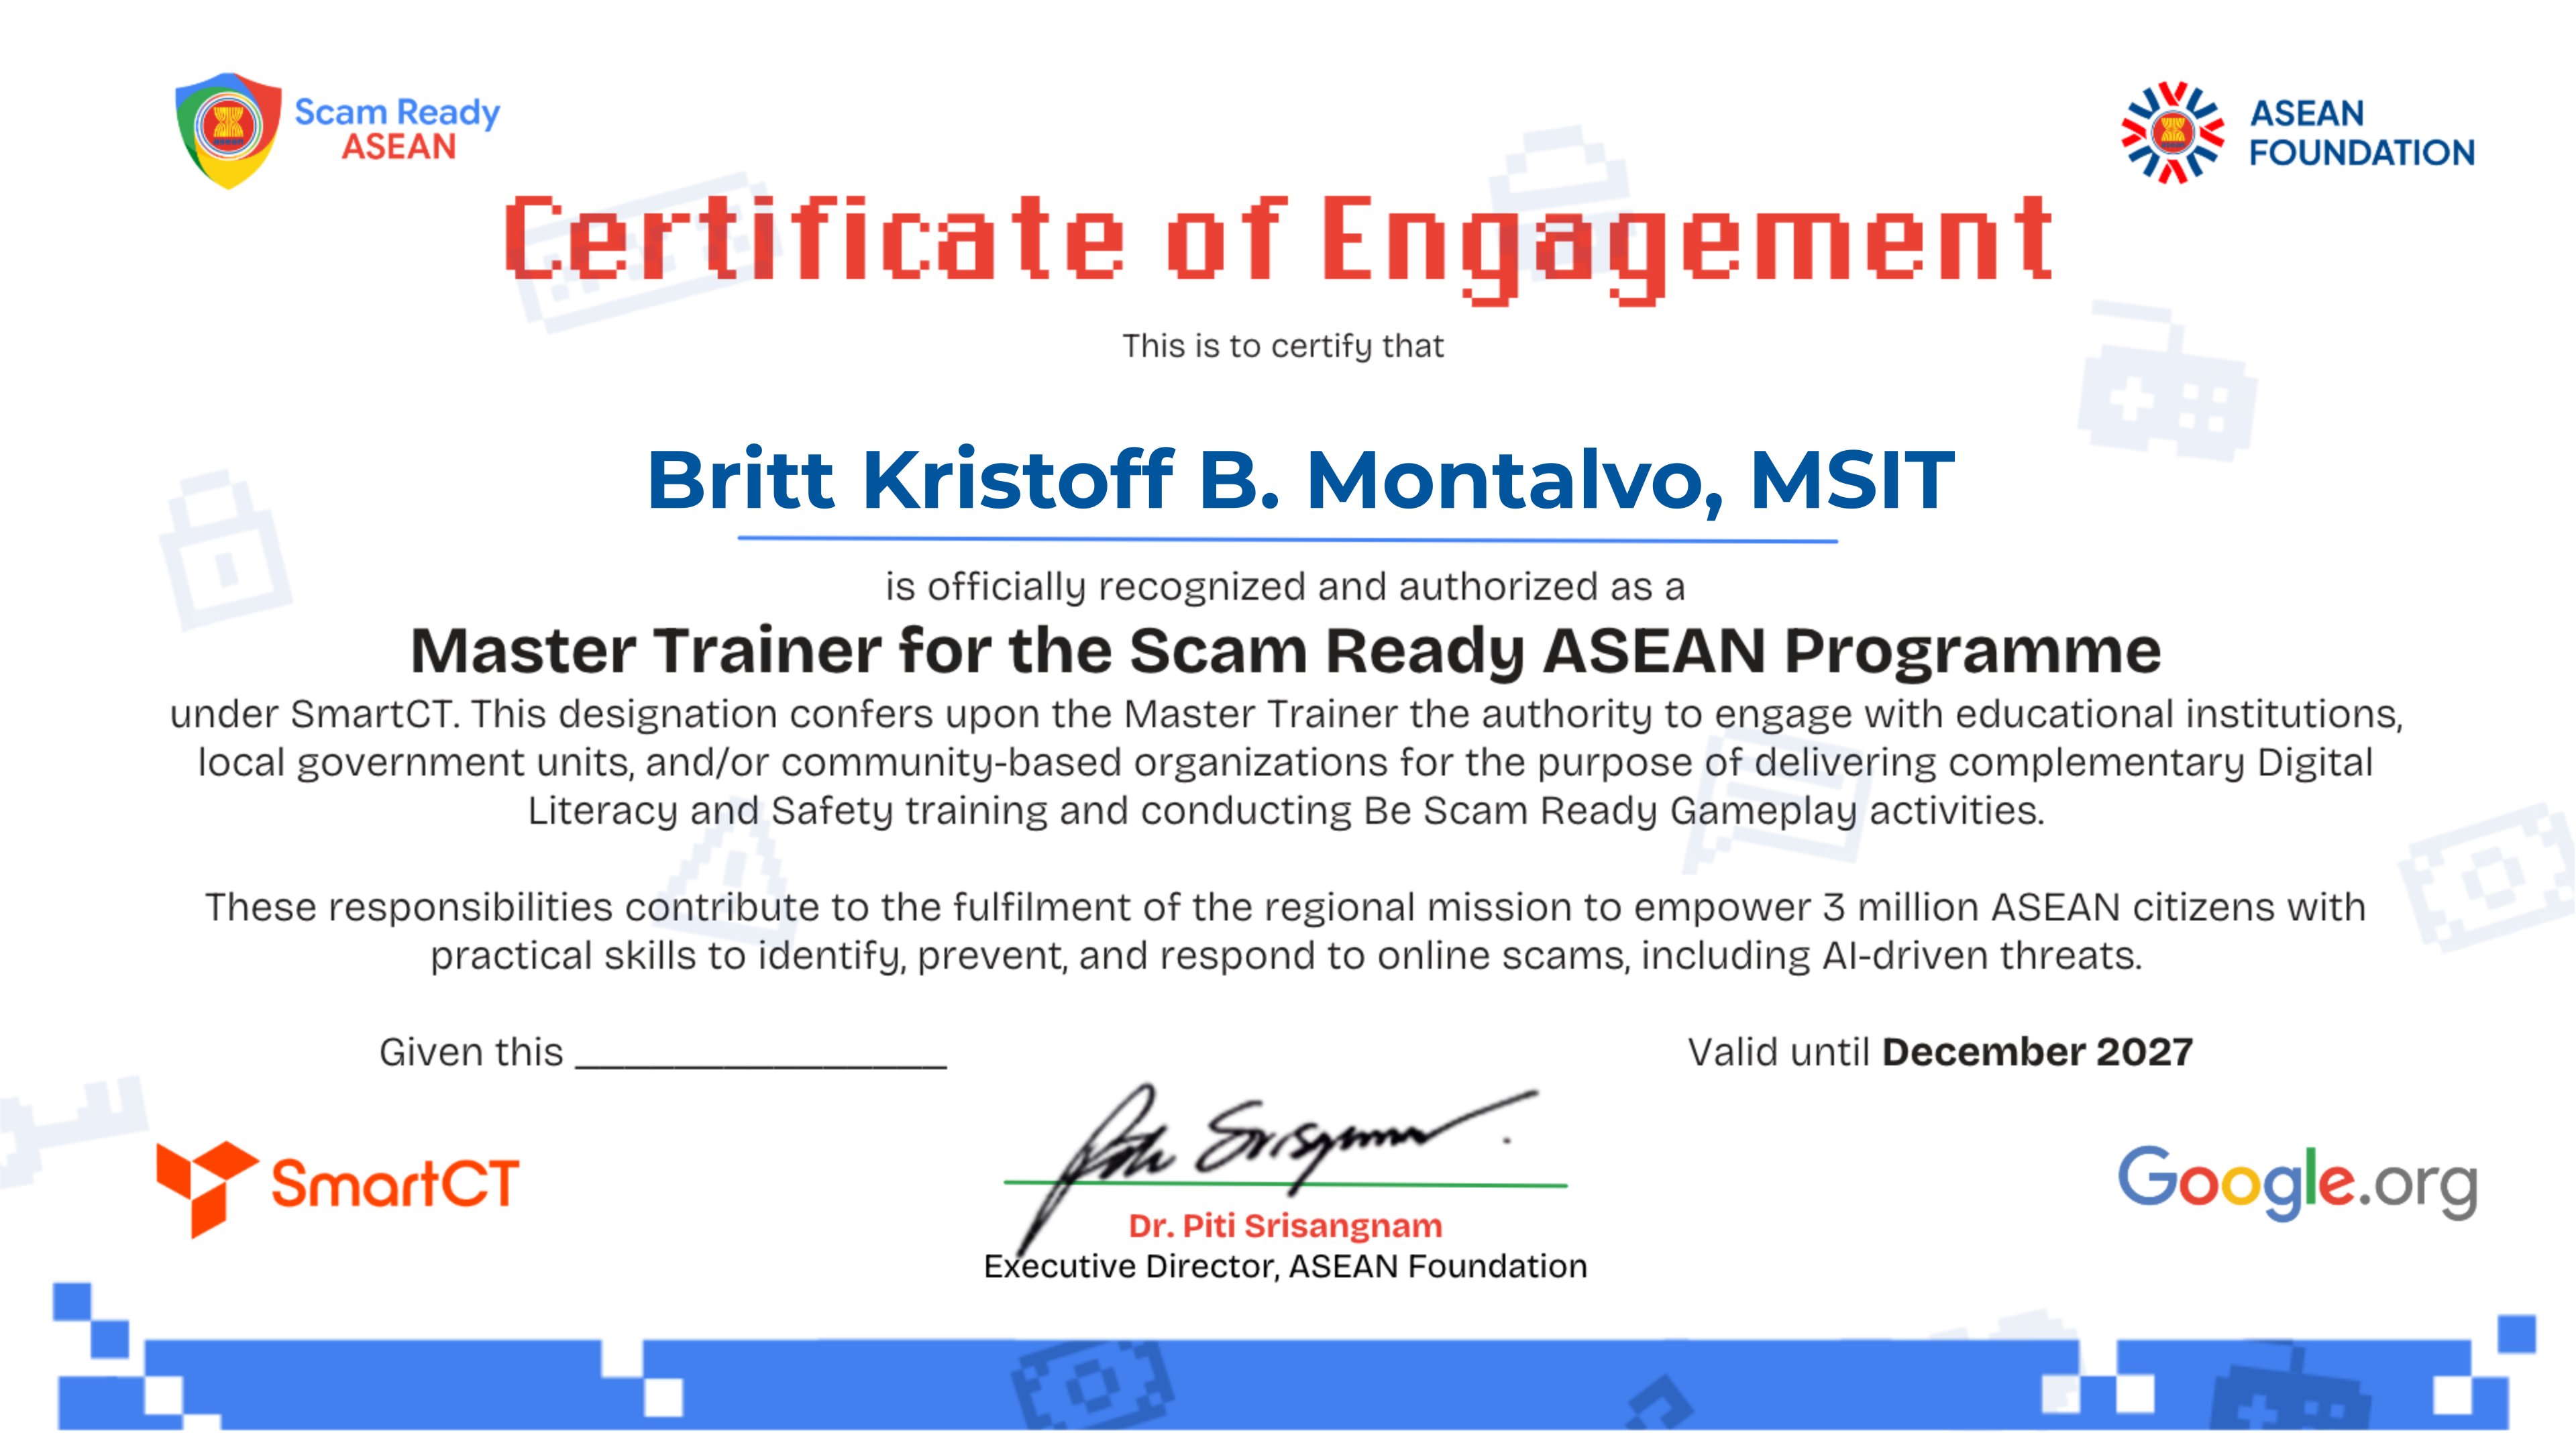 Scam Ready
ASEAN
ASEAN
FOUNDATION
Certificate of Engagement
This is to certify that
Britt Kristoff B. Montalvo, MSIT
is officially recognized and authorized as a
Master Trainer for the Scam Ready ASEAN Programme
under SmartCT. This designation confers upon the Master Trainer the authority to engage with educational institutions,
local government units, and/or community-based organizations for the purpose of delivering complementary Digital
Literacy and Safety training and conducting Be Scam Ready Gameplay activities.
These responsibilities contribute to the fulfilment of the regional mission to empower 3 million ASEAN citizens with
practical skills to identify, prevent, and respond to online scams, including AI-driven threats.
Given this _______________
Valid until December 2027
SmartCT
Google.org
Dr. Piti Srisangnam
Executive Director, ASEAN Foundation